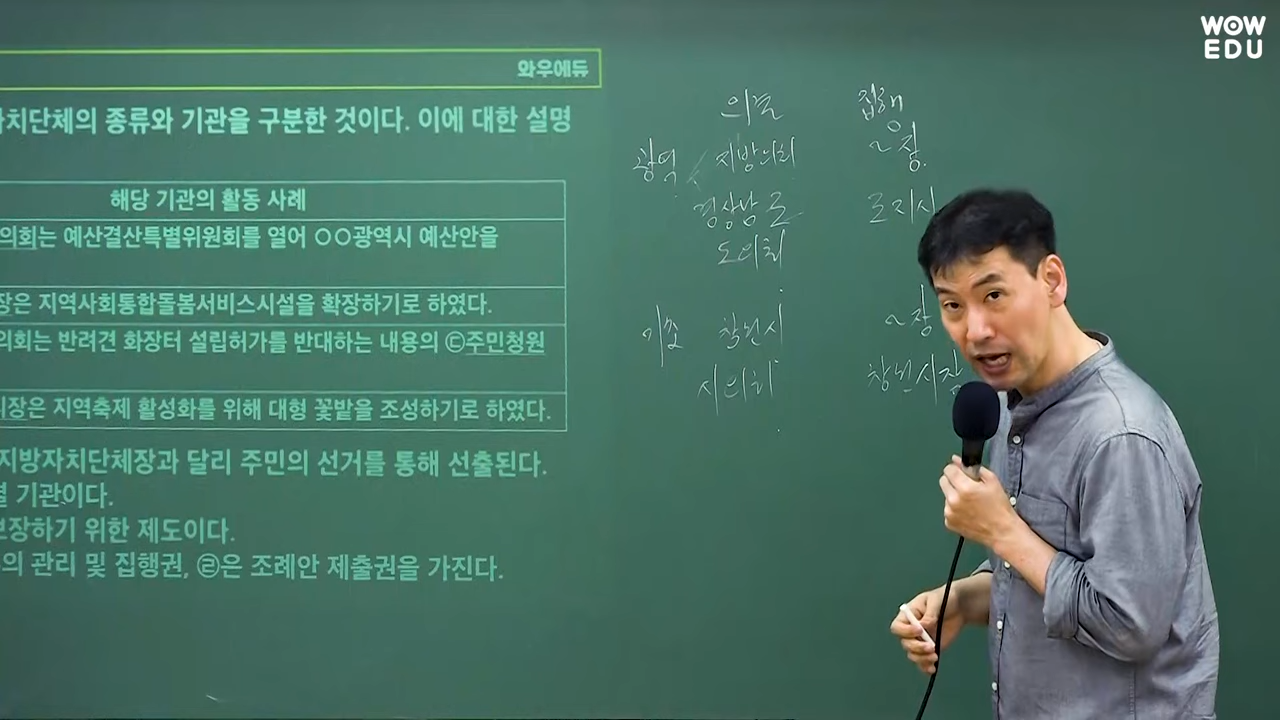 WOW
EDU
와우에듀
자치단체의 종류와 기관을 구분한 것이다. 이에 대한 설명
해당 기관의 활동 사례
의회는 예산결산특별위원회를 열어 ○○광역시 예산안을
장은 지역사회통합돌봄서비스시설을 확장하기로 하였다.
의회는 반려견 화장터 설립허가를 반대하는 내용의 ㉢주민청원
장은 지역축제 활성화를 위해 대형 꽃밭을 조성하기로 하였다.
지방자치단체장과 달리 주민의 선거를 통해 선출된다.
결 기관이다.
보장하기 위한 제도이다.
의 관리 및 집행권, ㉣은 조례안 제출권을 가진다.
의결 집행
광역 지방의회 ~장.
경상남도 도지사
도의회
기초 창원시 ~장
시의회 창원시장